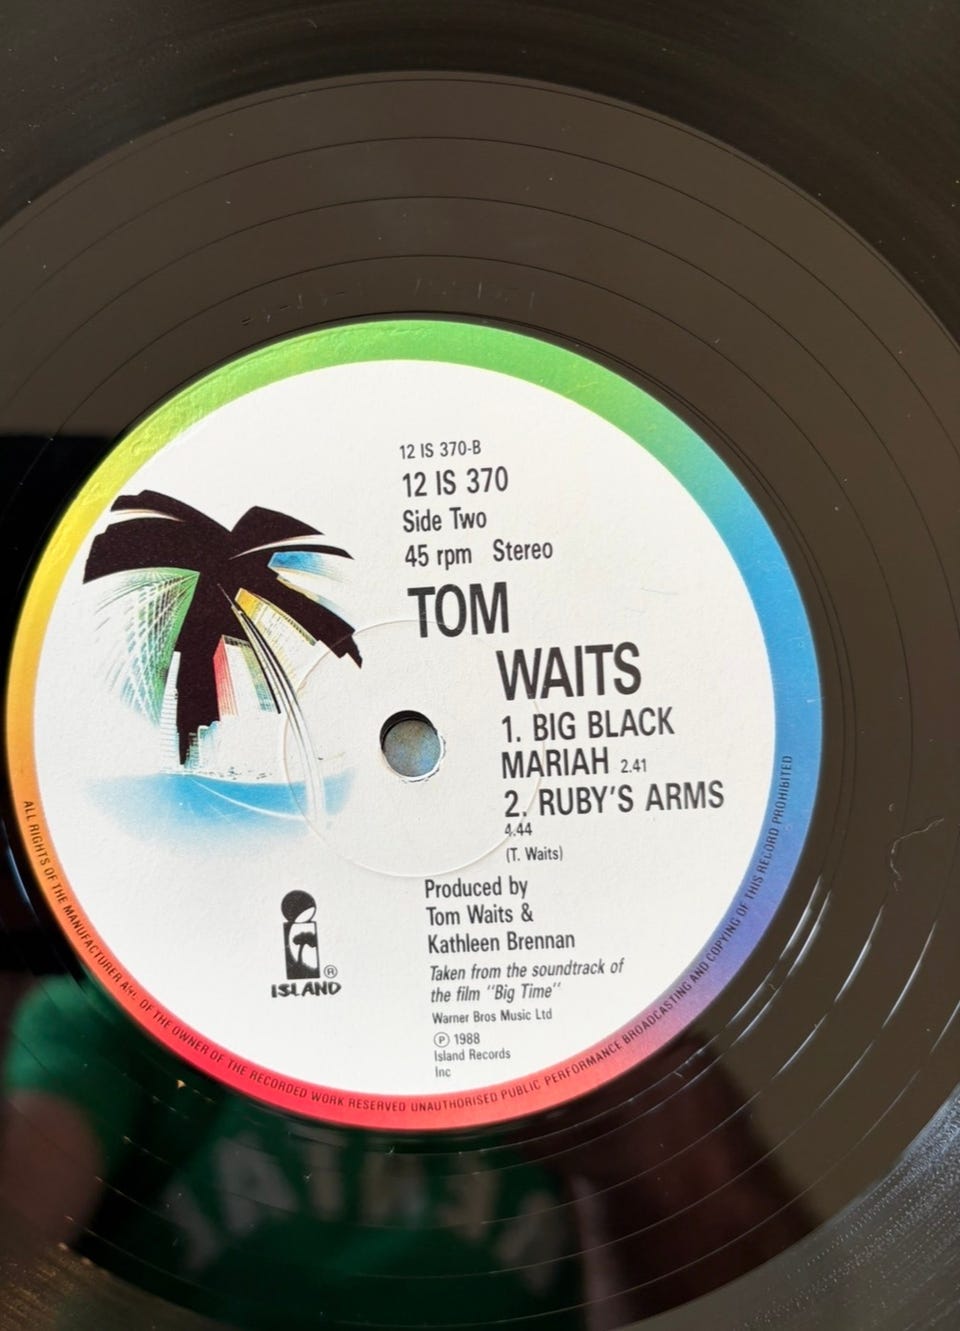 12 IS 370-B
12 IS 370
Side Two
45 rpm Stereo
TOM
WAITS
1. BIG BLACK
MARIAH 2.41
2. RUBY'S ARMS
4.44
(T. Waits)
Produced by
Tom Waits &
Kathleen Brennan
Taken from the soundtrack of
the film "Big Time"
Warner Bros Music Ltd
℗ 1988
Island Records
Inc
®
ISLAND
ALL RIGHTS OF THE MANUFACTURER AND OF THE OWNER OF THE RECORDED WORK RESERVED UNAUTHORISED PUBLIC PERFORMANCE BROADCASTING AND COPYING OF THIS RECORD PROHIBITED